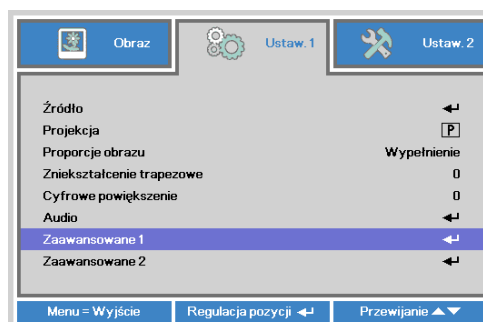 Obraz
Ustaw. 1
Ustaw. 2
Źródło
Projekcja P
Proporcje obrazu Wypełnienie
Zniekształcenie trapezowe 0
Cyfrowe powiększenie 0
Audio
Zaawansowane 1
Zaawansowane 2
Menu = Wyjście
Regulacja pozycji
Przewijanie